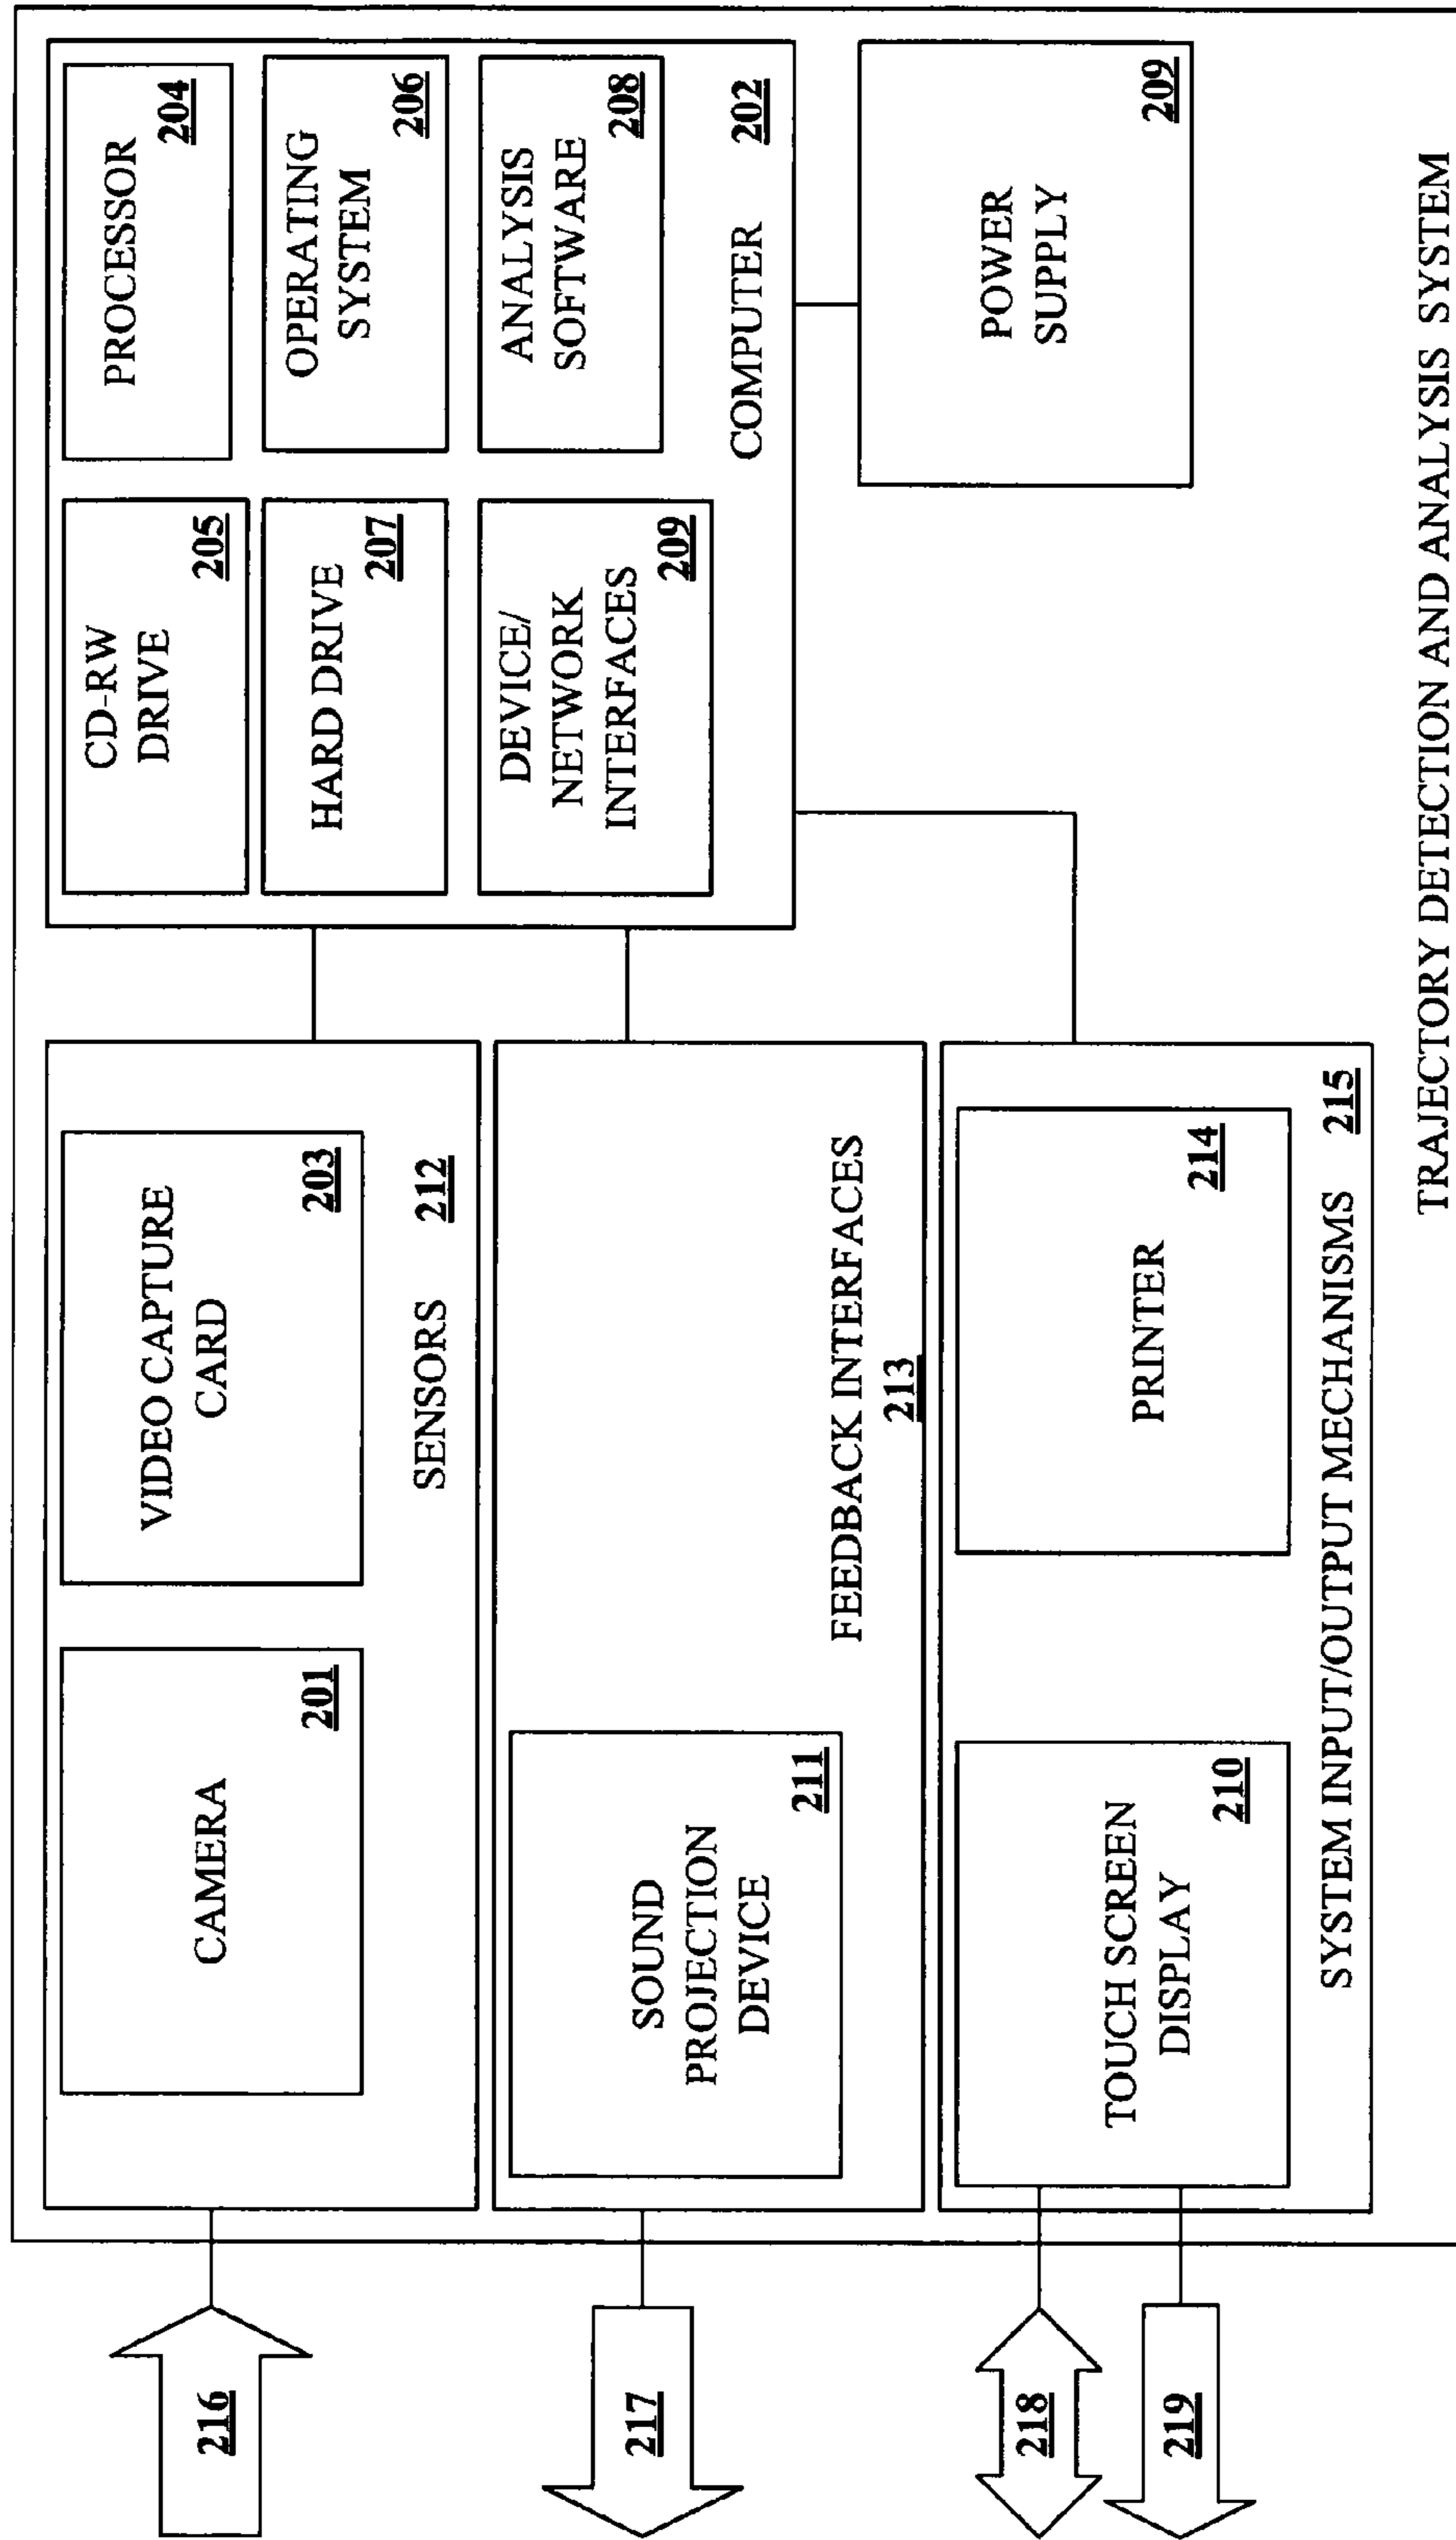 CAMERA
201
VIDEO CAPTURE
CARD
203
SENSORS
212
SOUND
PROJECTION
DEVICE
211
FEEDBACK INTERFACES
213
TOUCH SCREEN
DISPLAY
210
PRINTER
214
SYSTEM INPUT/OUTPUT MECHANISMS
215
CD-RW
DRIVE
205
PROCESSOR
204
HARD DRIVE
207
OPERATING
SYSTEM
206
DEVICE/
NETWORK
INTERFACES
209
ANALYSIS
SOFTWARE
208
COMPUTER
202
POWER
SUPPLY
209
216
217
218
219
TRAJECTORY DETECTION AND ANALYSIS SYSTEM